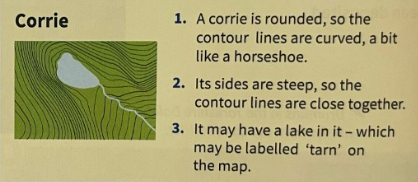 Corrie
1. A corrie is rounded, so the
contour lines are curved, a bit
like a horseshoe.
2. Its sides are steep, so the
contour lines are close together.
3. It may have a lake in it – which
may be labelled ‘tarn’ on
the map.